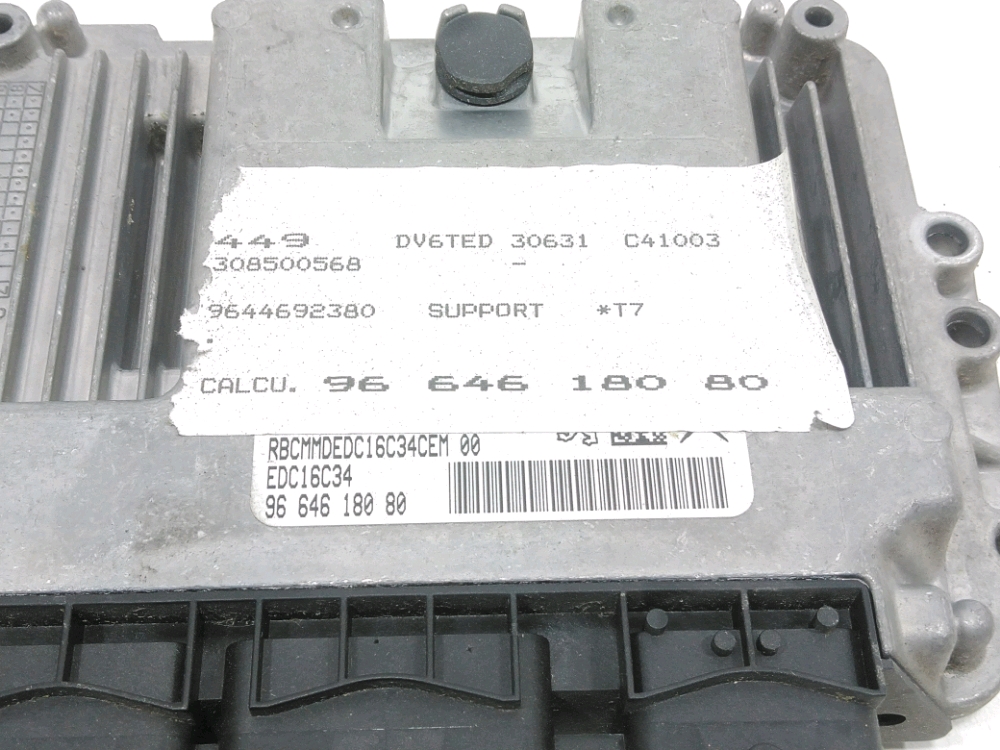 449 DV6TED 30631 C41003
308500568 -
9644692380 SUPPORT *T7
CALCU. 96 646 180 80
RBCMMDEDC16C34CEM 00
EDC16C34
96 646 180 80